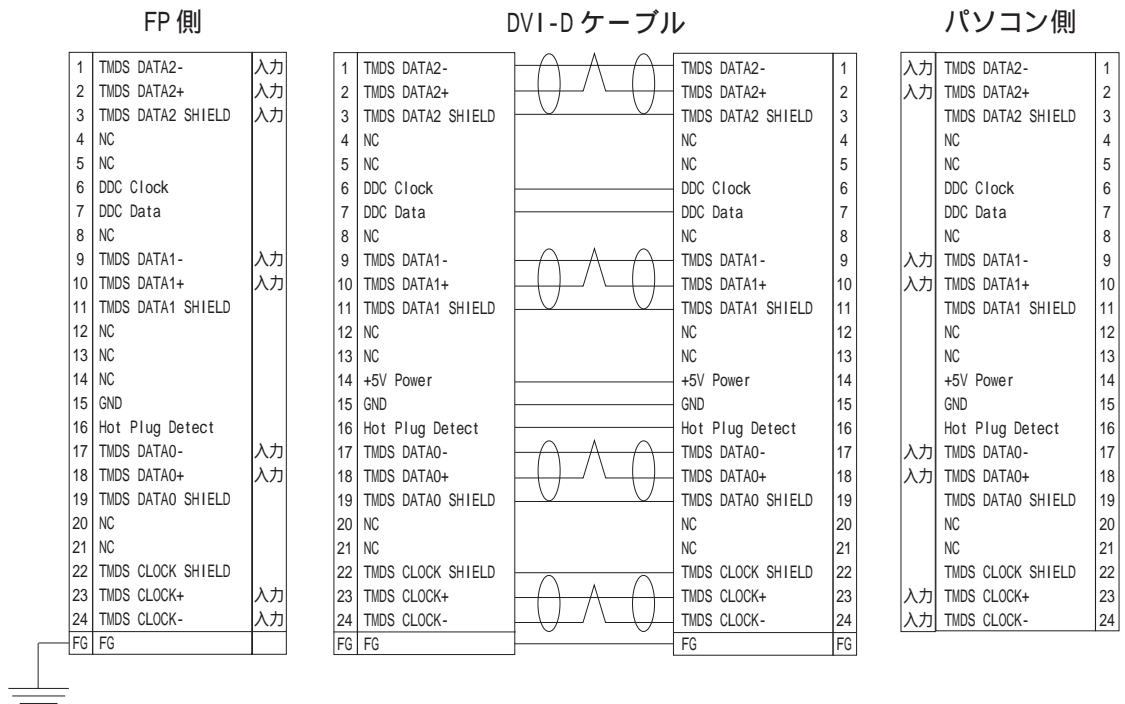 FP 側 DVI-D ケーブル パソコン側
1 TMDS DATA2- 入力 1 TMDS DATA2- TMDS DATA2- 1 入力 TMDS DATA2- 1
2 TMDS DATA2+ 入力 2 TMDS DATA2+ TMDS DATA2+ 2 入力 TMDS DATA2+ 2
3 TMDS DATA2 SHIELD 入力 3 TMDS DATA2 SHIELD TMDS DATA2 SHIELD 3 TMDS DATA2 SHIELD 3
4 NC 4 NC NC 4 NC 4
5 NC 5 NC NC 5 NC 5
6 DDC Clock 6 DDC Clock DDC Clock 6 DDC Clock 6
7 DDC Data 7 DDC Data DDC Data 7 DDC Data 7
8 NC 8 NC NC 8 NC 8
9 TMDS DATA1- 入力 9 TMDS DATA1- TMDS DATA1- 9 入力 TMDS DATA1- 9
10 TMDS DATA1+ 入力 10 TMDS DATA1+ TMDS DATA1+ 10 入力 TMDS DATA1+ 10
11 TMDS DATA1 SHIELD 11 TMDS DATA1 SHIELD TMDS DATA1 SHIELD 11 TMDS DATA1 SHIELD 11
12 NC 12 NC NC 12 NC 12
13 NC 13 NC NC 13 NC 13
14 NC 14 +5V Power +5V Power 14 +5V Power 14
15 GND 15 GND GND 15 GND 15
16 Hot Plug Detect 16 Hot Plug Detect Hot Plug Detect 16 Hot Plug Detect 16
17 TMDS DATA0- 入力 17 TMDS DATA0- TMDS DATA0- 17 入力 TMDS DATA0- 17
18 TMDS DATA0+ 入力 18 TMDS DATA0+ TMDS DATA0+ 18 入力 TMDS DATA0+ 18
19 TMDS DATA0 SHIELD 19 TMDS DATA0 SHIELD TMDS DATA0 SHIELD 19 TMDS DATA0 SHIELD 19
20 NC 20 NC NC 20 NC 20
21 NC 21 NC NC 21 NC 21
22 TMDS CLOCK SHIELD 22 TMDS CLOCK SHIELD TMDS CLOCK SHIELD 22 TMDS CLOCK SHIELD 22
23 TMDS CLOCK+ 入力 23 TMDS CLOCK+ TMDS CLOCK+ 23 入力 TMDS CLOCK+ 23
24 TMDS CLOCK- 入力 24 TMDS CLOCK- TMDS CLOCK- 24 入力 TMDS CLOCK- 24
FG FG FG FG FG FG